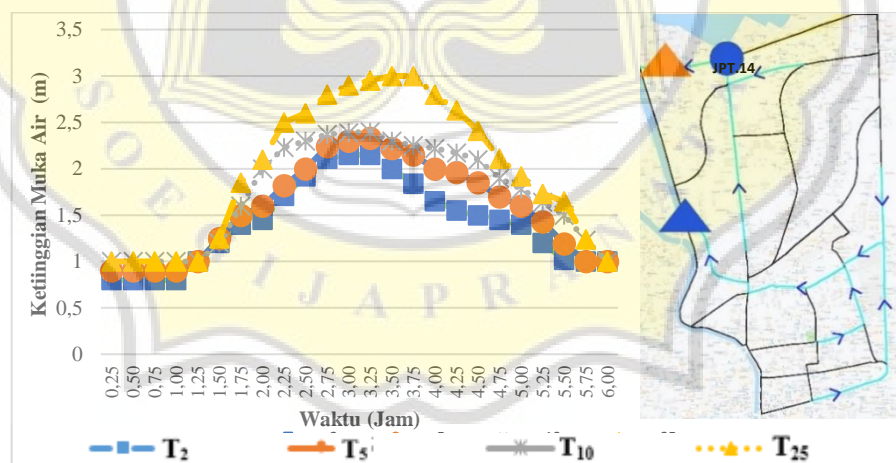 Ketiinggian Muka Air (m)
3,5
3
2,5
2
1,5
1
0,5
0
0,25 0,50 0,75 1,00 1,25 1,50 1,75 2,00 2,25 2,50 2,75 3,00 3,25 3,50 3,75 4,00 4,25 4,50 4,75 5,00 5,25 5,50 5,75 6,00
Waktu (Jam)
T2 T5 T10 T25
JPT.14
SOE
IJAPRAN